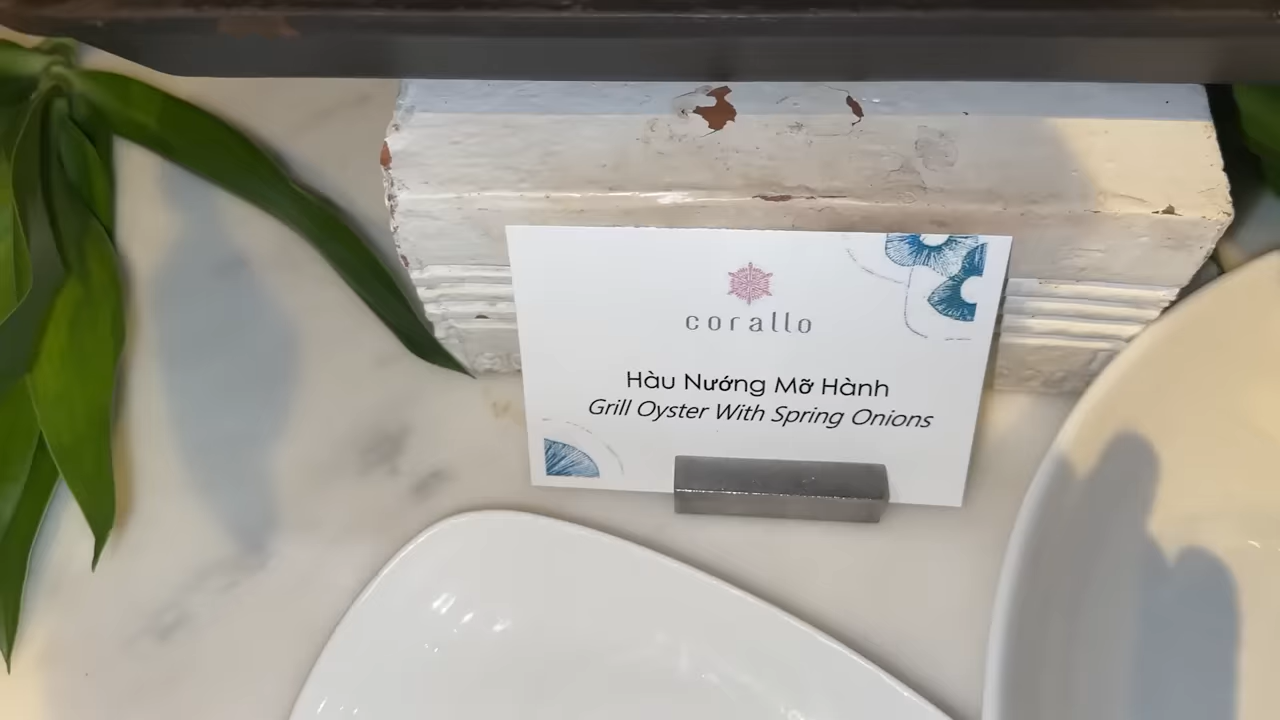 corallo
Hàu Nướng Mỡ Hành
Grill Oyster With Spring Onions